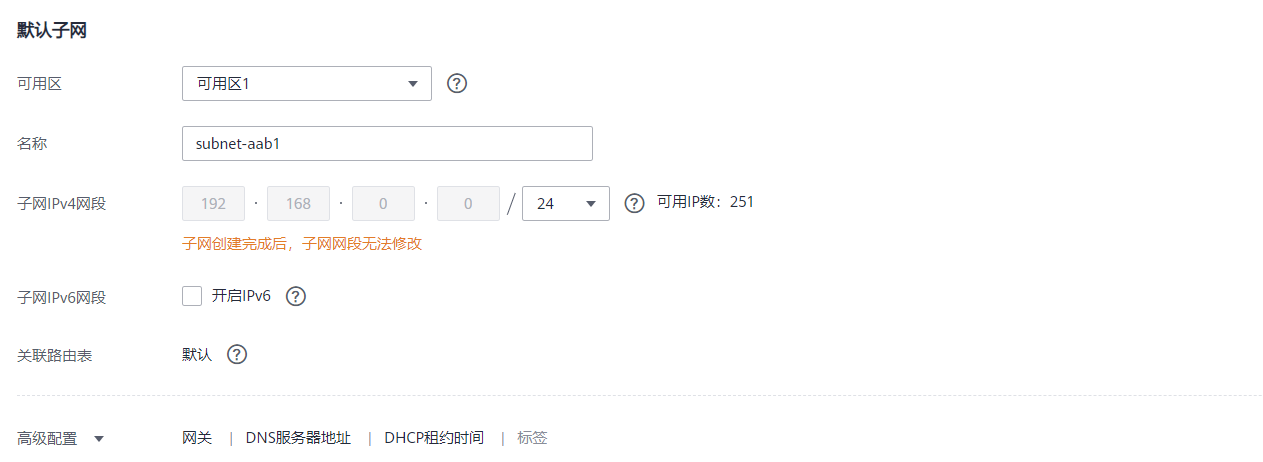 默认子网
可用区 可用区1
名称 subnet-aab1
子网IPv4网段 192 · 168 · 0 · 0 / 24 可用IP数：251
子网创建完成后，子网网段无法修改
子网IPv6网段 开启IPv6
关联路由表 默认
高级配置 网关 | DNS服务器地址 | DHCP租约时间 | 标签